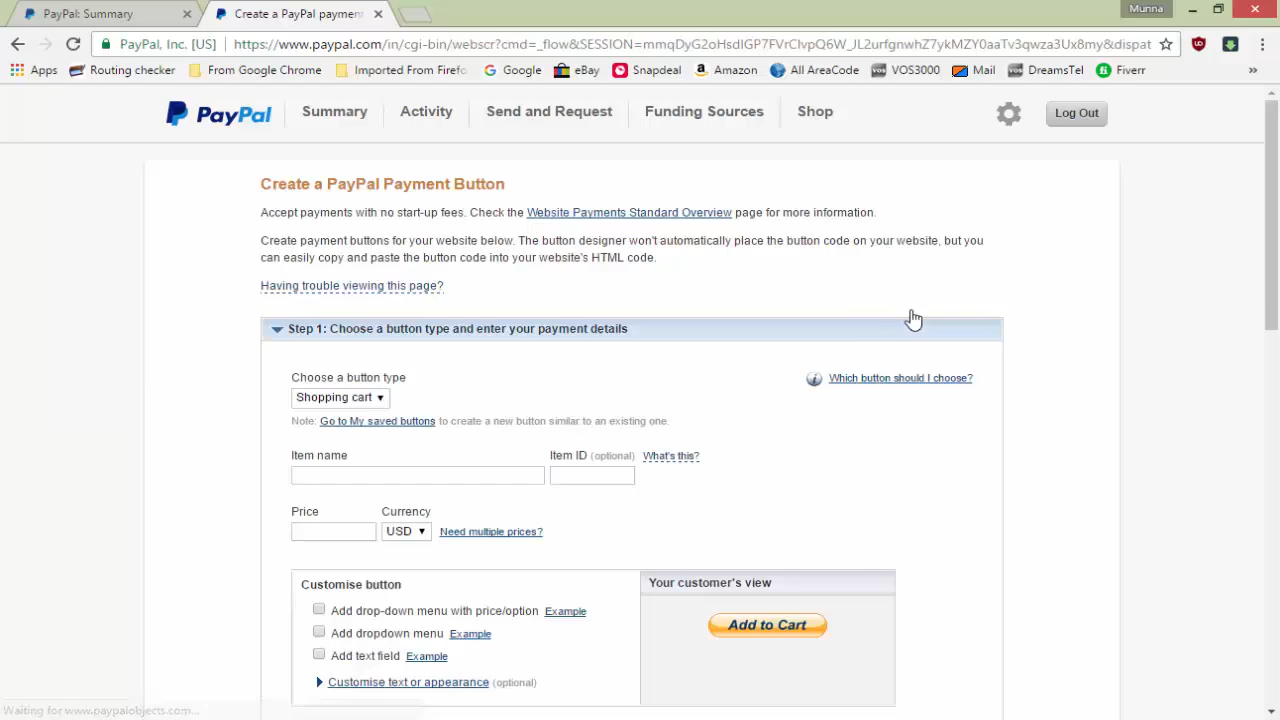 PayPal: Summary
Create a PayPal payment
Munna
PayPal, Inc. [US]
https://www.paypal.com/in/cgi-bin/webscr?cmd=_flow&SESSION=mmqDyG2oHsdlGP7FVrClvpQ6W_JL2urfgnwhZ7ykMZY0aaTv3qwza3Ux8my&dispat
Apps Routing checker From Google Chrome Imported From Firefo Google eBay Snapdeal Amazon All AreaCode VOS3000 Mail DreamsTel Fiverr »
PayPal Summary Activity Send and Request Funding Sources Shop Log Out
Create a PayPal Payment Button
Accept payments with no start-up fees. Check the Website Payments Standard Overview page for more information.
Create payment buttons for your website below. The button designer won't automatically place the button code on your website, but you
can easily copy and paste the button code into your website's HTML code.
Having trouble viewing this page?
Step 1: Choose a button type and enter your payment details
Choose a button type
Which button should I choose?
Shopping cart
Note: Go to My saved buttons to create a new button similar to an existing one.
Item name Item ID (optional) What's this?
Price Currency
USD Need multiple prices?
Customise button
Your customer's view
Add drop-down menu with price/option Example
Add to Cart
Add dropdown menu Example
Add text field Example
Customise text or appearance (optional)
Waiting for www.paypalobjects.com...